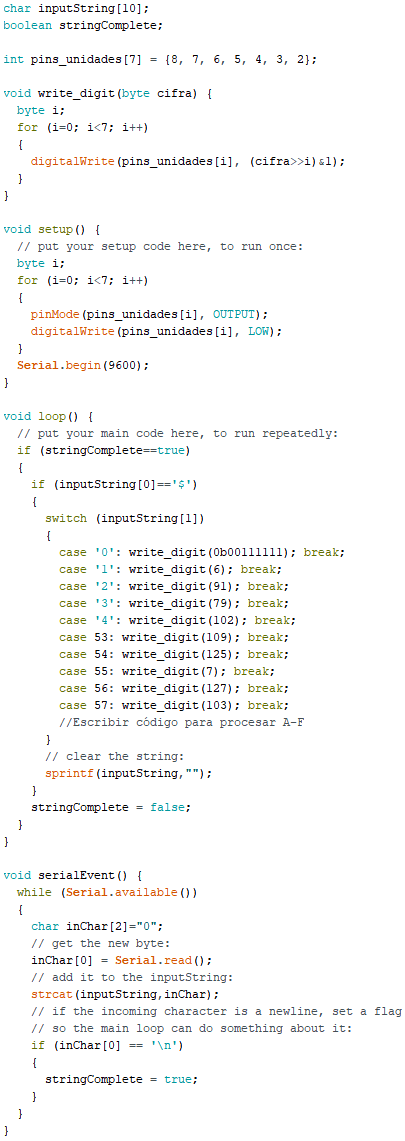 char inputString[10];
boolean stringComplete;

int pins_unidades[7] = {8, 7, 6, 5, 4, 3, 2};

void write_digit(byte cifra) {
  byte i;
  for (i=0; i<7; i++)
  {
    digitalWrite(pins_unidades[i], (cifra>>i)&1);
  }
}

void setup() {
  // put your setup code here, to run once:
  byte i;
  for (i=0; i<7; i++)
  {
    pinMode(pins_unidades[i], OUTPUT);
    digitalWrite(pins_unidades[i], LOW);
  }
  Serial.begin(9600);
}

void loop() {
  // put your main code here, to run repeatedly:
  if (stringComplete==true)
  {
    if (inputString[0]=='$')
    {
      switch (inputString[1])
      {
        case '0': write_digit(0b00111111); break;
        case '1': write_digit(6); break;
        case '2': write_digit(91); break;
        case '3': write_digit(79); break;
        case '4': write_digit(102); break;
        case 53: write_digit(109); break;
        case 54: write_digit(125); break;
        case 55: write_digit(7); break;
        case 56: write_digit(127); break;
        case 57: write_digit(103); break;
        //Escribir código para procesar A-F
      }
      // clear the string:
      sprintf(inputString,"");
    }
    stringComplete = false;
  }
}

void serialEvent() {
  while (Serial.available())
  {
    char inChar[2]="0";
    // get the new byte:
    inChar[0] = Serial.read();
    // add it to the inputString:
    strcat(inputString,inChar);
    // if the incoming character is a newline, set a flag
    // so the main loop can do something about it:
    if (inChar[0] == '\n')
    {
      stringComplete = true;
    }
  }
}